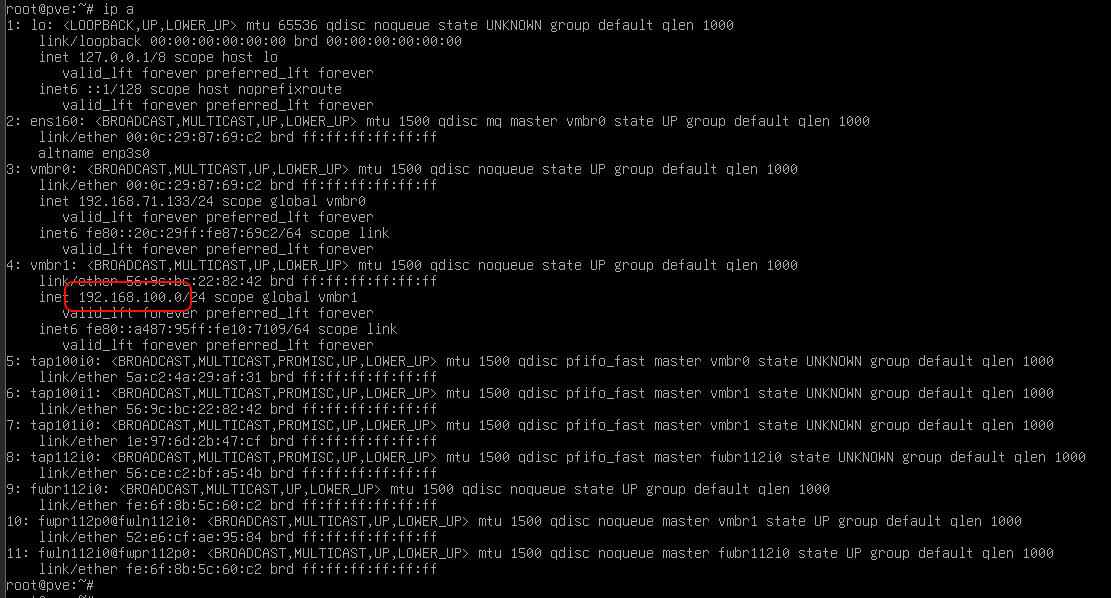 root@pve:~# ip a
1: lo: <LOOPBACK,UP,LOWER_UP> mtu 65536 qdisc noqueue state UNKNOWN group default qlen 1000
link/loopback 00:00:00:00:00:00 brd 00:00:00:00:00:00
inet 127.0.0.1/8 scope host lo
valid_lft forever preferred_lft forever
inet6 ::1/128 scope host noprefixroute
valid_lft forever preferred_lft forever
2: ens160: <BROADCAST,MULTICAST,UP,LOWER_UP> mtu 1500 qdisc mq master vmbr0 state UP group default qlen 1000
link/ether 00:0c:29:87:69:c2 brd ff:ff:ff:ff:ff:ff
altname enp3s0
3: vmbr0: <BROADCAST,MULTICAST,UP,LOWER_UP> mtu 1500 qdisc noqueue state UP group default qlen 1000
link/ether 00:0c:29:87:69:c2 brd ff:ff:ff:ff:ff:ff
inet 192.168.71.133/24 scope global vmbr0
valid_lft forever preferred_lft forever
inet6 fe80::20c:29ff:fe87:69c2/64 scope link
valid_lft forever preferred_lft forever
4: vmbr1: <BROADCAST,MULTICAST,UP,LOWER_UP> mtu 1500 qdisc noqueue state UP group default qlen 1000
link/ether 56:9c:bc:22:82:42 brd ff:ff:ff:ff:ff:ff
inet 192.168.100.0/24 scope global vmbr1
valid_lft forever preferred_lft forever
inet6 fe80::a487:95ff:fe10:7109/64 scope link
valid_lft forever preferred_lft forever
5: tap100i0: <BROADCAST,MULTICAST,PROMISC,UP,LOWER_UP> mtu 1500 qdisc pfifo_fast master vmbr0 state UNKNOWN group default qlen 1000
link/ether 5a:c2:4a:29:af:31 brd ff:ff:ff:ff:ff:ff
6: tap100i1: <BROADCAST,MULTICAST,PROMISC,UP,LOWER_UP> mtu 1500 qdisc pfifo_fast master vmbr1 state UNKNOWN group default qlen 1000
link/ether 56:9c:bc:22:82:42 brd ff:ff:ff:ff:ff:ff
7: tap101i0: <BROADCAST,MULTICAST,PROMISC,UP,LOWER_UP> mtu 1500 qdisc pfifo_fast master vmbr1 state UNKNOWN group default qlen 1000
link/ether 1e:97:6d:2b:47:cf brd ff:ff:ff:ff:ff:ff
8: tap112i0: <BROADCAST,MULTICAST,PROMISC,UP,LOWER_UP> mtu 1500 qdisc pfifo_fast master fwbr112i0 state UNKNOWN group default qlen 1000
link/ether 56:ce:c2:bf:a5:4b brd ff:ff:ff:ff:ff:ff
9: fwbr112i0: <BROADCAST,MULTICAST,UP,LOWER_UP> mtu 1500 qdisc noqueue state UP group default qlen 1000
link/ether fe:6f:8b:5c:60:c2 brd ff:ff:ff:ff:ff:ff
10: fwpr112p0@fwln112i0: <BROADCAST,MULTICAST,UP,LOWER_UP> mtu 1500 qdisc noqueue master vmbr1 state UP group default qlen 1000
link/ether 52:e6:cf:ae:95:84 brd ff:ff:ff:ff:ff:ff
11: fwln112i0@fwpr112p0: <BROADCAST,MULTICAST,UP,LOWER_UP> mtu 1500 qdisc noqueue master fwbr112i0 state UP group default qlen 1000
link/ether fe:6f:8b:5c:60:c2 brd ff:ff:ff:ff:ff:ff
root@pve:~#